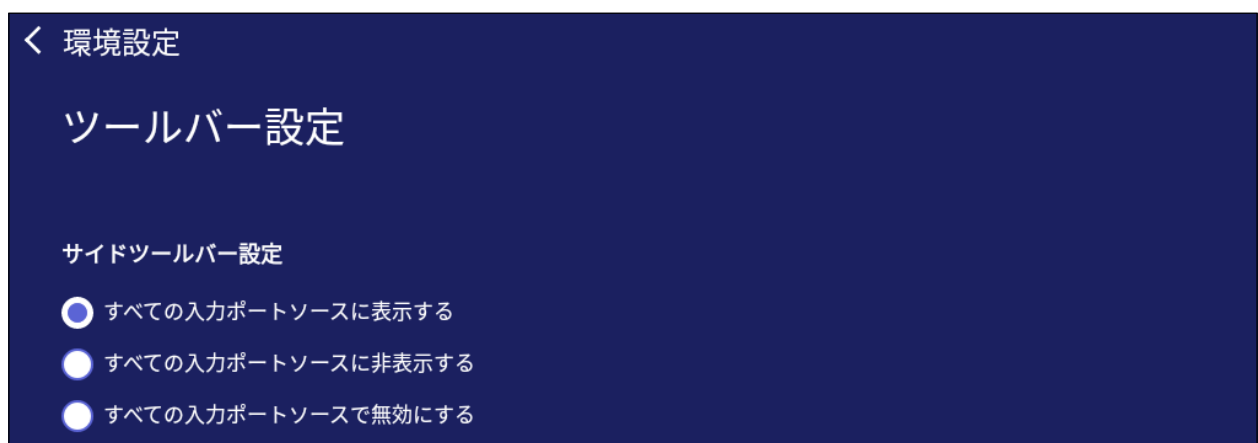 環境設定
ツールバー設定
サイドツールバー設定
すべての入力ポートソースに表示する
すべての入力ポートソースに非表示する
すべての入力ポートソースで無効にする